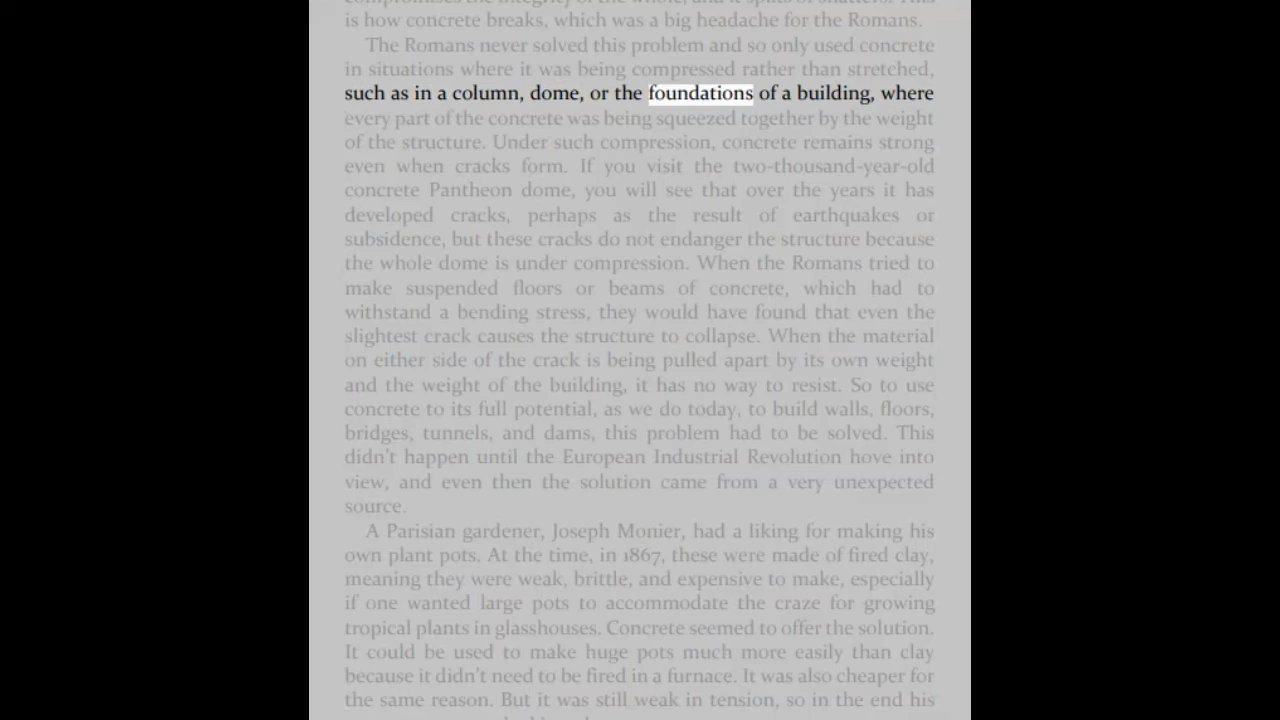 compromises the integrity of the whole, and it splits or shatters. This
is how concrete breaks, which was a big headache for the Romans.
The Romans never solved this problem and so only used concrete
in situations where it was being compressed rather than stretched,
such as in a column, dome, or the foundations of a building, where
every part of the concrete was being squeezed together by the weight
of the structure. Under such compression, concrete remains strong
even when cracks form. If you visit the two-thousand-year-old
concrete Pantheon dome, you will see that over the years it has
developed cracks, perhaps as the result of earthquakes or
subsidence, but these cracks do not endanger the structure because
the whole dome is under compression. When the Romans tried to
make suspended floors or beams of concrete, which had to
withstand a bending stress, they would have found that even the
slightest crack causes the structure to collapse. When the material
on either side of the crack is being pulled apart by its own weight
and the weight of the building, it has no way to resist. So to use
concrete to its full potential, as we do today, to build walls, floors,
bridges, tunnels, and dams, this problem had to be solved. This
didn't happen until the European Industrial Revolution hove into
view, and even then the solution came from a very unexpected
source.
A Parisian gardener, Joseph Monier, had a liking for making his
own plant pots. At the time, in 1867, these were made of fired clay,
meaning they were weak, brittle, and expensive to make, especially
if one wanted large pots to accommodate the craze for growing
tropical plants in glasshouses. Concrete seemed to offer the solution.
It could be used to make huge pots much more easily than clay
because it didn't need to be fired in a furnace. It was also cheaper for
the same reason. But it was still weak in tension, so in the end his